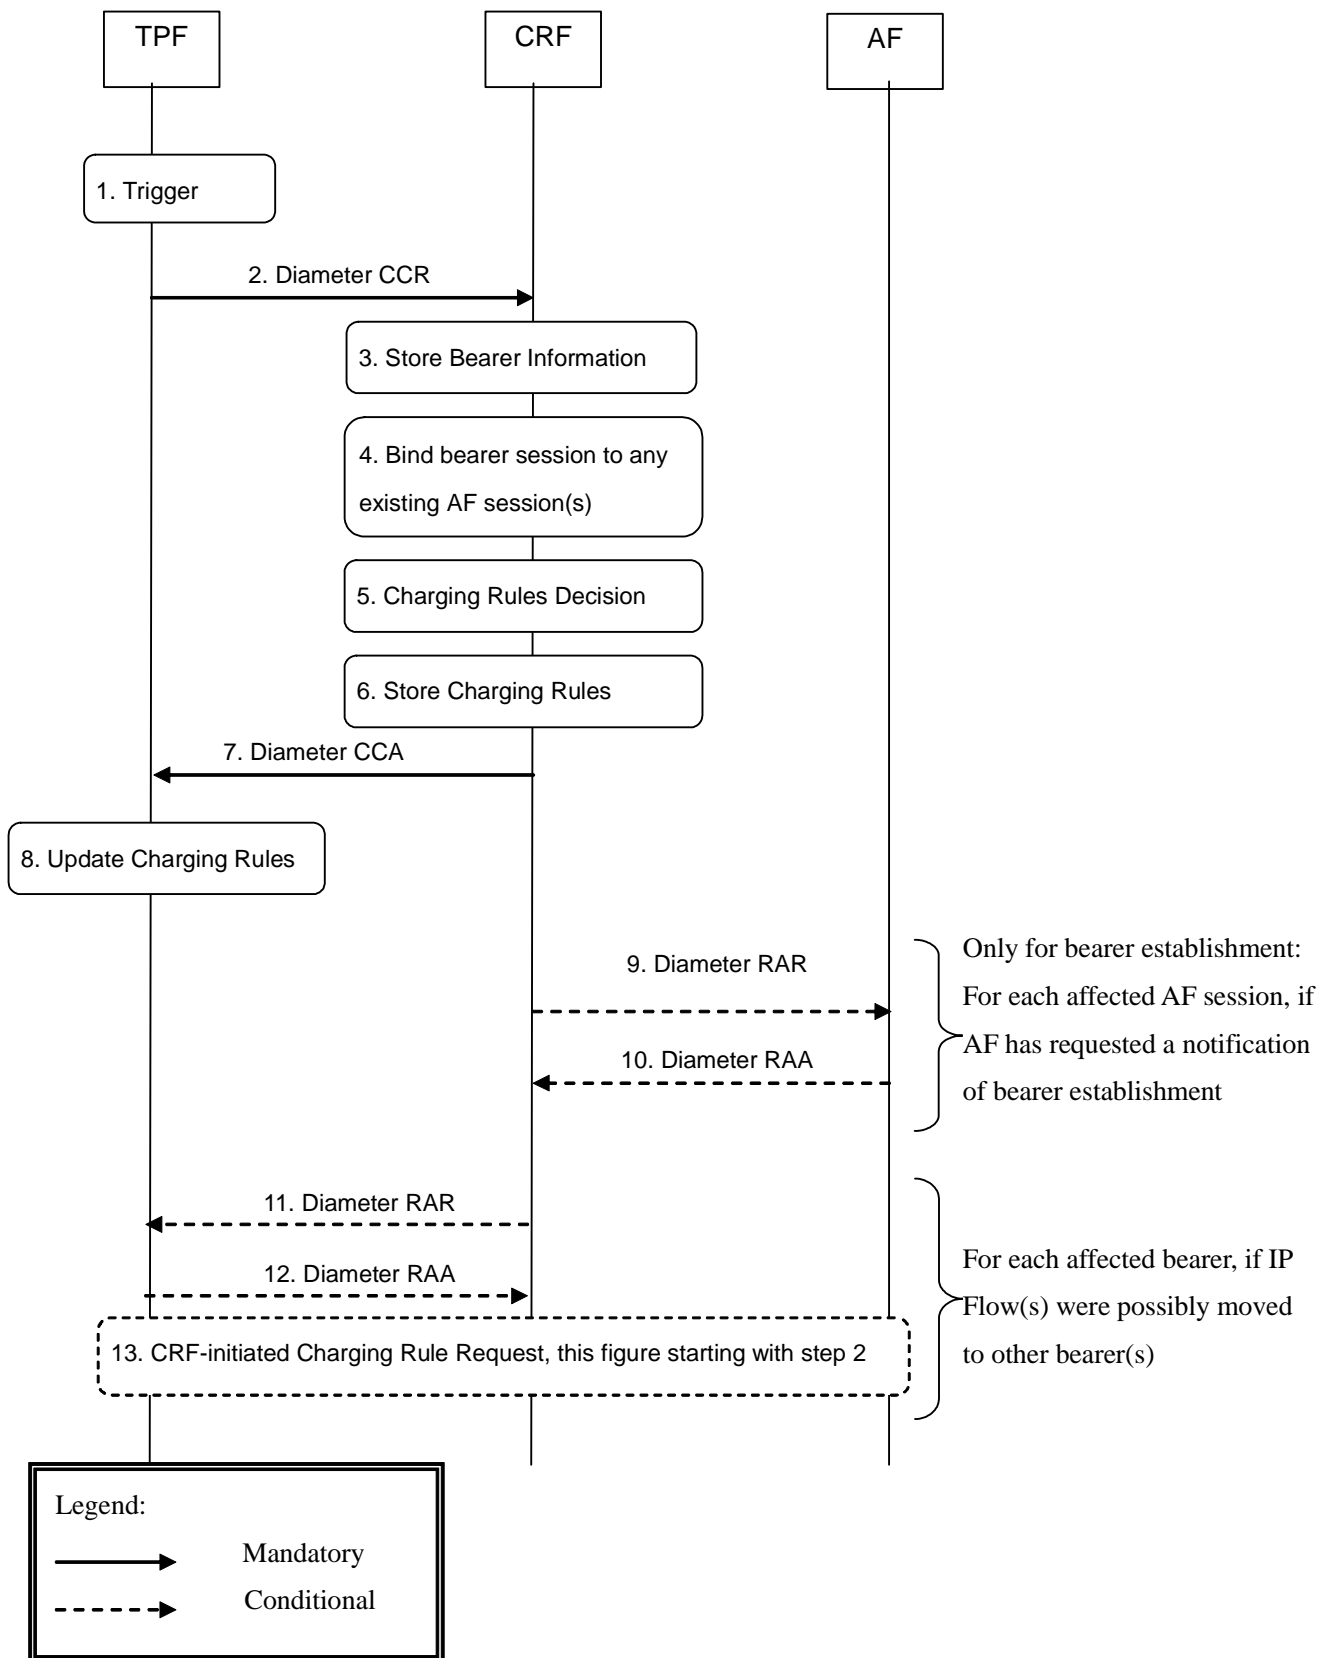 TPF
CRF
AF
1. Trigger
2. Diameter CCR
3. Store Bearer Information
4. Bind bearer session to any
existing AF session(s)
5. Charging Rules Decision
6. Store Charging Rules
7. Diameter CCA
8. Update Charging Rules
9. Diameter RAR
10. Diameter RAA
Only for bearer establishment:
For each affected AF session, if
AF has requested a notification
of bearer establishment
11. Diameter RAR
12. Diameter RAA
For each affected bearer, if IP
Flow(s) were possibly moved
to other bearer(s)
13. CRF-initiated Charging Rule Request, this figure starting with step 2
Legend:
Mandatory
Conditional